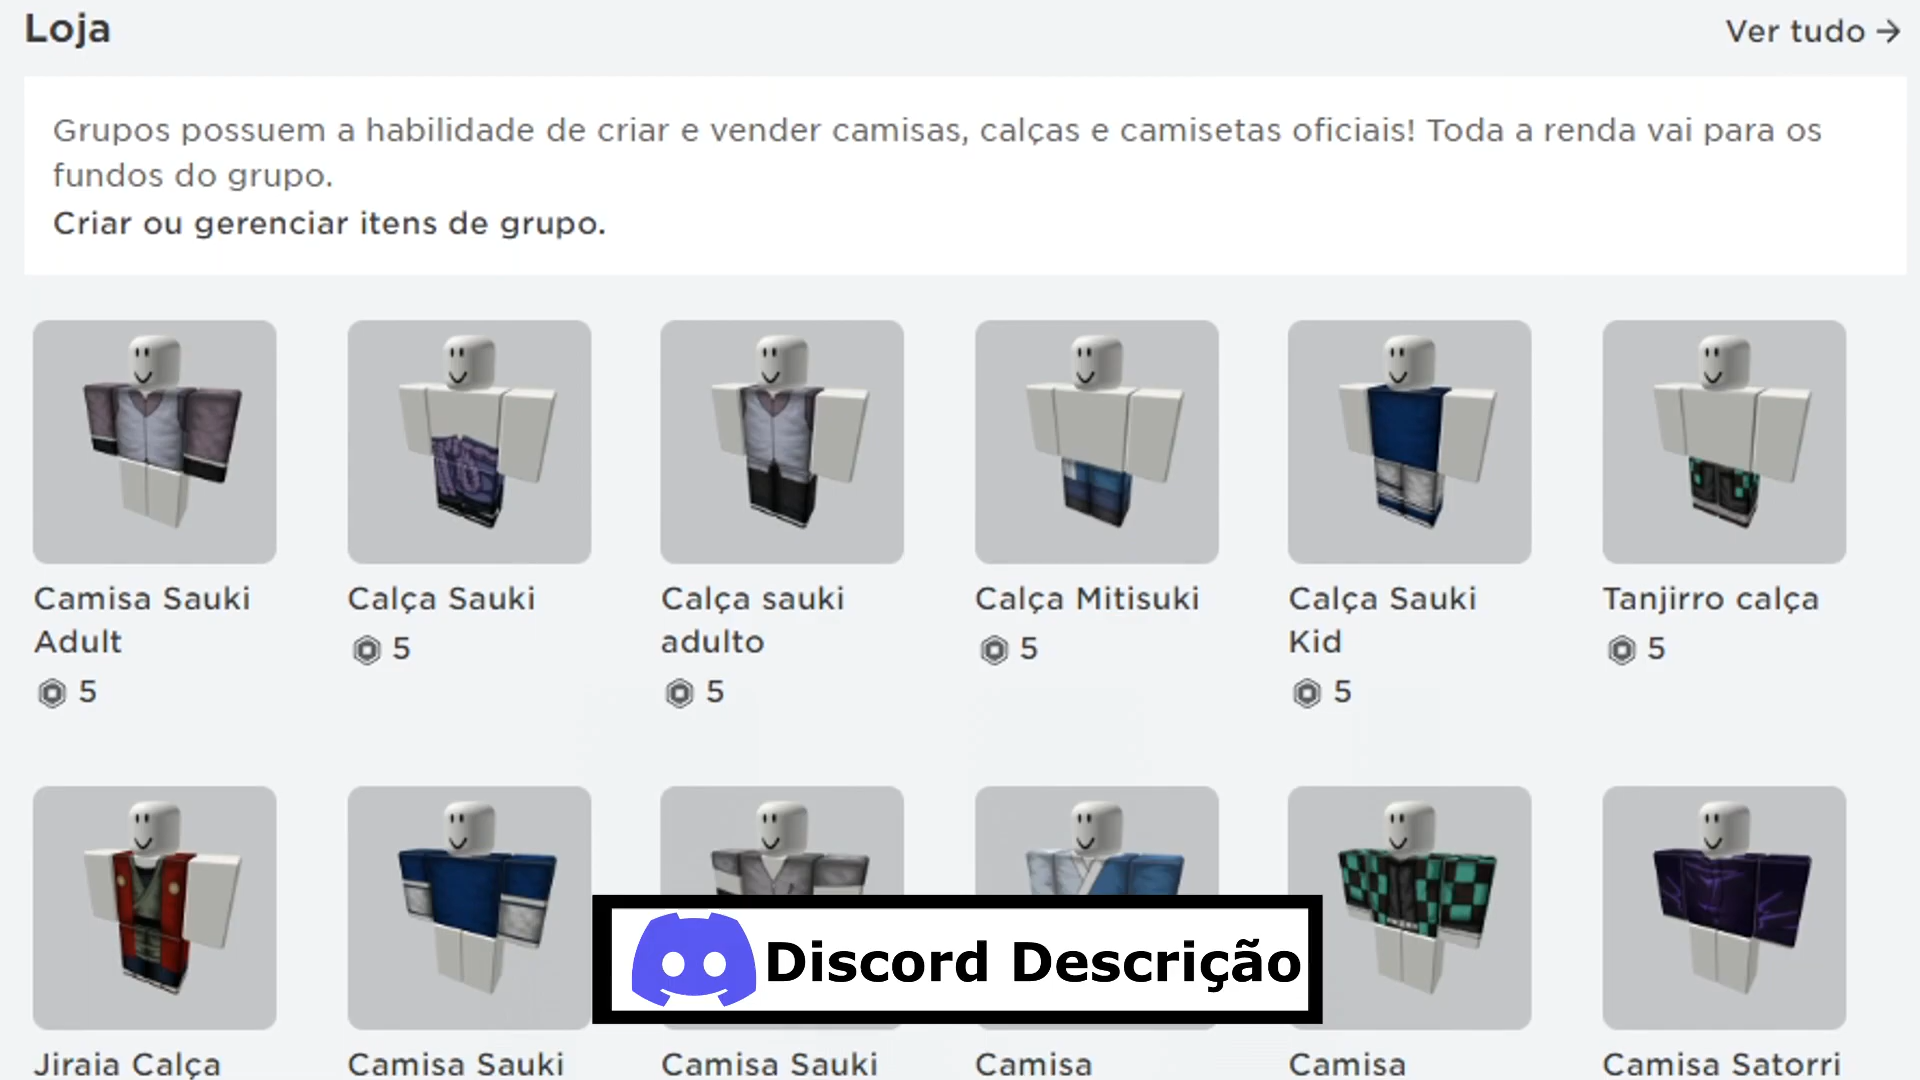 Loja
Ver tudo →
Grupos possuem a habilidade de criar e vender camisas, calças e camisetas oficiais! Toda a renda vai para os
fundos do grupo.
Criar ou gerenciar itens de grupo.
Camisa Sauki
Adult
5
Calça Sauki
5
Calça sauki
adulto
5
Calça Mitisuki
5
Calça Sauki
Kid
5
Tanjirro calça
5
Discord Descrição
Jiraia Calça
Camisa Sauki
Camisa Sauki
Camisa
Camisa
Camisa Satorri